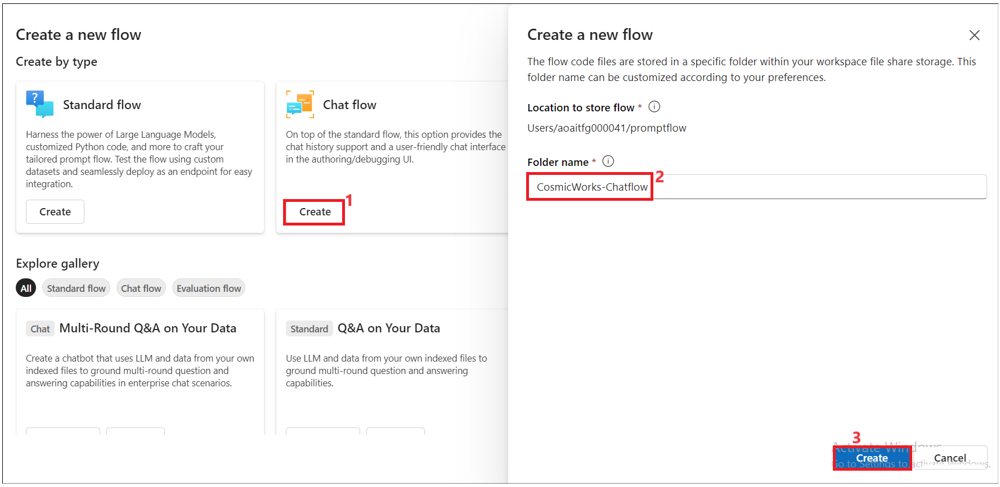 Create a new flow
Create by type
?
Standard flow
Harness the power of Large Language Models,
customized Python code, and more to craft your
tailored prompt flow. Test the flow using custom
datasets and seamlessly deploy as an endpoint for easy
integration.
Create
Chat flow
On top of the standard flow, this option provides the
chat history support and a user-friendly chat interface
in the authoring/debugging UI.
Create
1
Explore gallery
All
Standard flow
Chat flow
Evaluation flow
Chat Multi-Round Q&A on Your Data
Create a chatbot that uses LLM and data from your own
indexed files to ground multi-round question and
answering capabilities in enterprise chat scenarios.
Standard Q&A on Your Data
Use LLM and data from your own indexed files to
ground multi-round question and answering
capabilities.
Create a new flow
The flow code files are stored in a specific folder within your workspace file share storage. This
folder name can be customized according to your preferences.
Location to store flow *
Users/aoaitfg000041/promptflow
Folder name *
CosmicWorks-Chatflow
2
3
Activate Windows
Go to Settings to activate Windows.
Create
Cancel